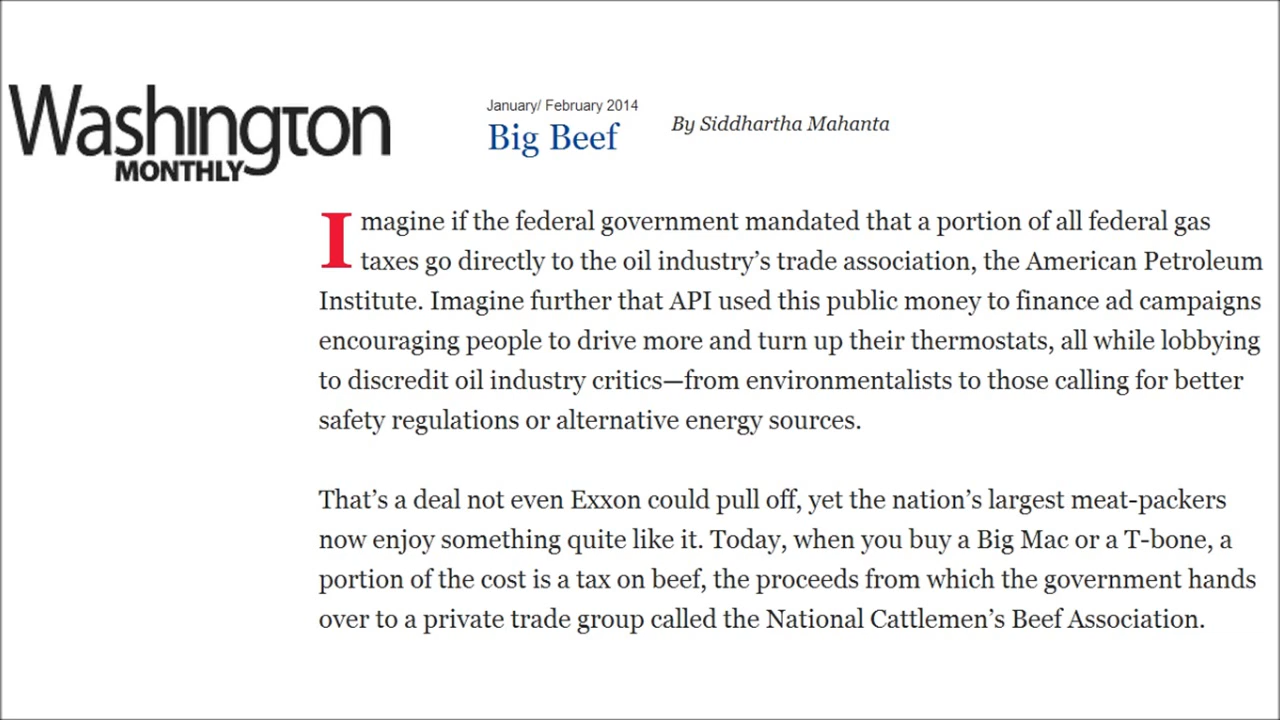 Washington
MONTHLY
January/ February 2014
Big Beef
By Siddhartha Mahanta
Imagine if the federal government mandated that a portion of all federal gas
taxes go directly to the oil industry’s trade association, the American Petroleum
Institute. Imagine further that API used this public money to finance ad campaigns
encouraging people to drive more and turn up their thermostats, all while lobbying
to discredit oil industry critics—from environmentalists to those calling for better
safety regulations or alternative energy sources.
That’s a deal not even Exxon could pull off, yet the nation’s largest meat-packers
now enjoy something quite like it. Today, when you buy a Big Mac or a T-bone, a
portion of the cost is a tax on beef, the proceeds from which the government hands
over to a private trade group called the National Cattlemen’s Beef Association.